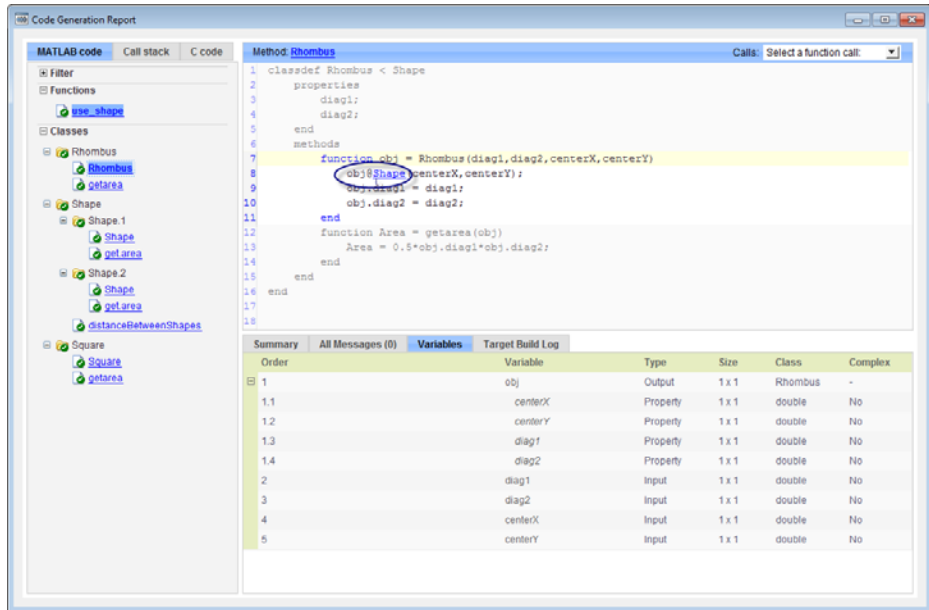 Code Generation Report
MATLAB code Call stack C code
Filter
Functions
use_shape
Classes
Rhombus
Rhombus
getarea
Shape
Shape.1
Shape
get.area
Shape.2
Shape
get.area
distanceBetweenShapes
Square
Square
getarea
Method: Rhombus Calls: Select a function call:
1 classdef Rhombus < Shape
2 properties
3 diag1;
4 diag2;
5 end
6 methods
7 function obj = Rhombus(diag1,diag2,centerX,centerY)
8 obj@Shape(centerX,centerY);
9 obj.diag1 = diag1;
10 obj.diag2 = diag2;
11 end
12 function Area = getarea(obj)
13 Area = 0.5*obj.diag1*obj.diag2;
14 end
15 end
16 end
17
18
Summary All Messages (0) Variables Target Build Log
Order Variable Type Size Class Complex
1 obj Output 1 x 1 Rhombus -
1.1 centerX Property 1 x 1 double No
1.2 centerY Property 1 x 1 double No
1.3 diag1 Property 1 x 1 double No
1.4 diag2 Property 1 x 1 double No
2 diag1 Input 1 x 1 double No
3 diag2 Input 1 x 1 double No
4 centerX Input 1 x 1 double No
5 centerY Input 1 x 1 double No